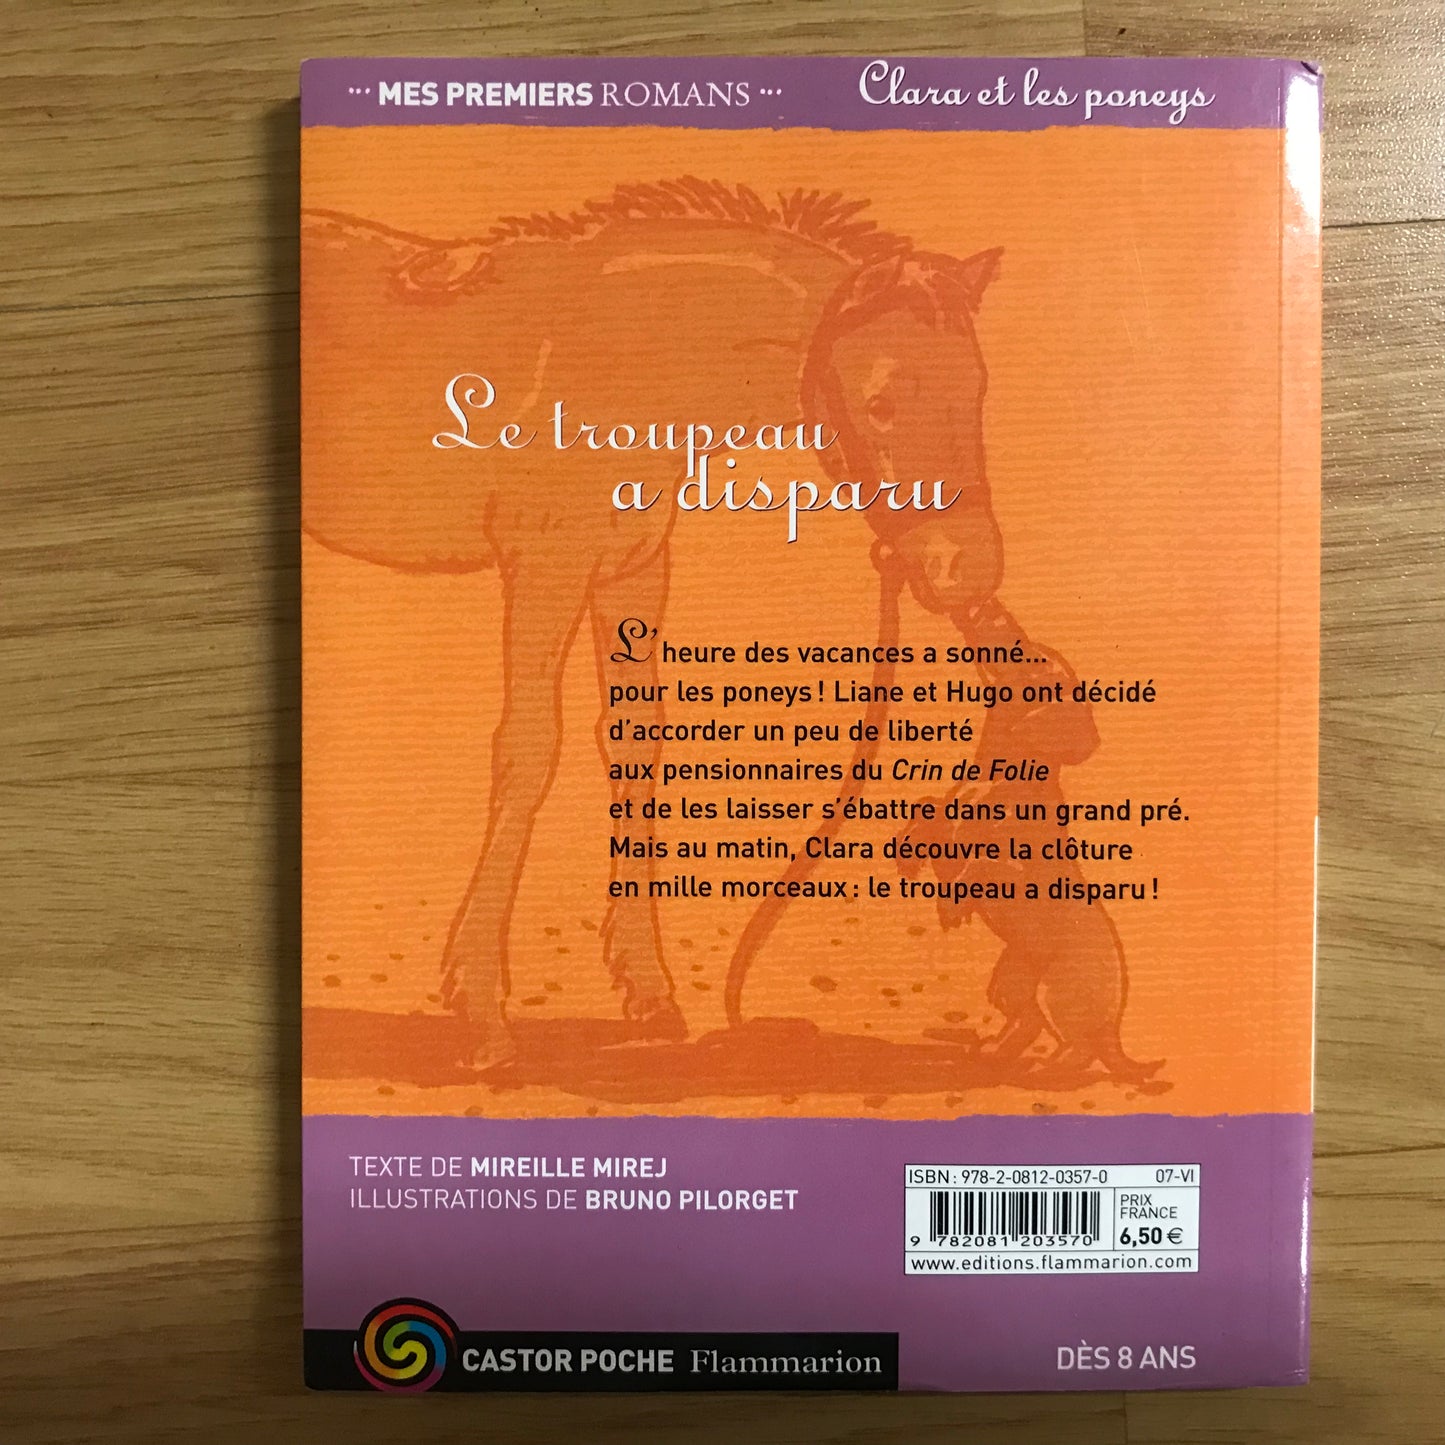 ... MES PREMIERS ROMANS ...
Clara et les poneys
Le troupeau
a disparu
L'heure des vacances a sonné...
pour les poneys ! Liane et Hugo ont décidé
d'accorder un peu de liberté
aux pensionnaires du Crin de Folie
et de les laisser s'ébattre dans un grand pré.
Mais au matin, Clara découvre la clôture
en mille morceaux : le troupeau a disparu !
TEXTE DE MIREILLE MIREJ
ILLUSTRATIONS DE BRUNO PILORGET
ISBN : 978-2-0812-0357-0 07-VI
PRIX
FRANCE
6,50 €
9 782081 203570
www.editions.flammarion.com
CASTOR POCHE Flammarion
DÈS 8 ANS